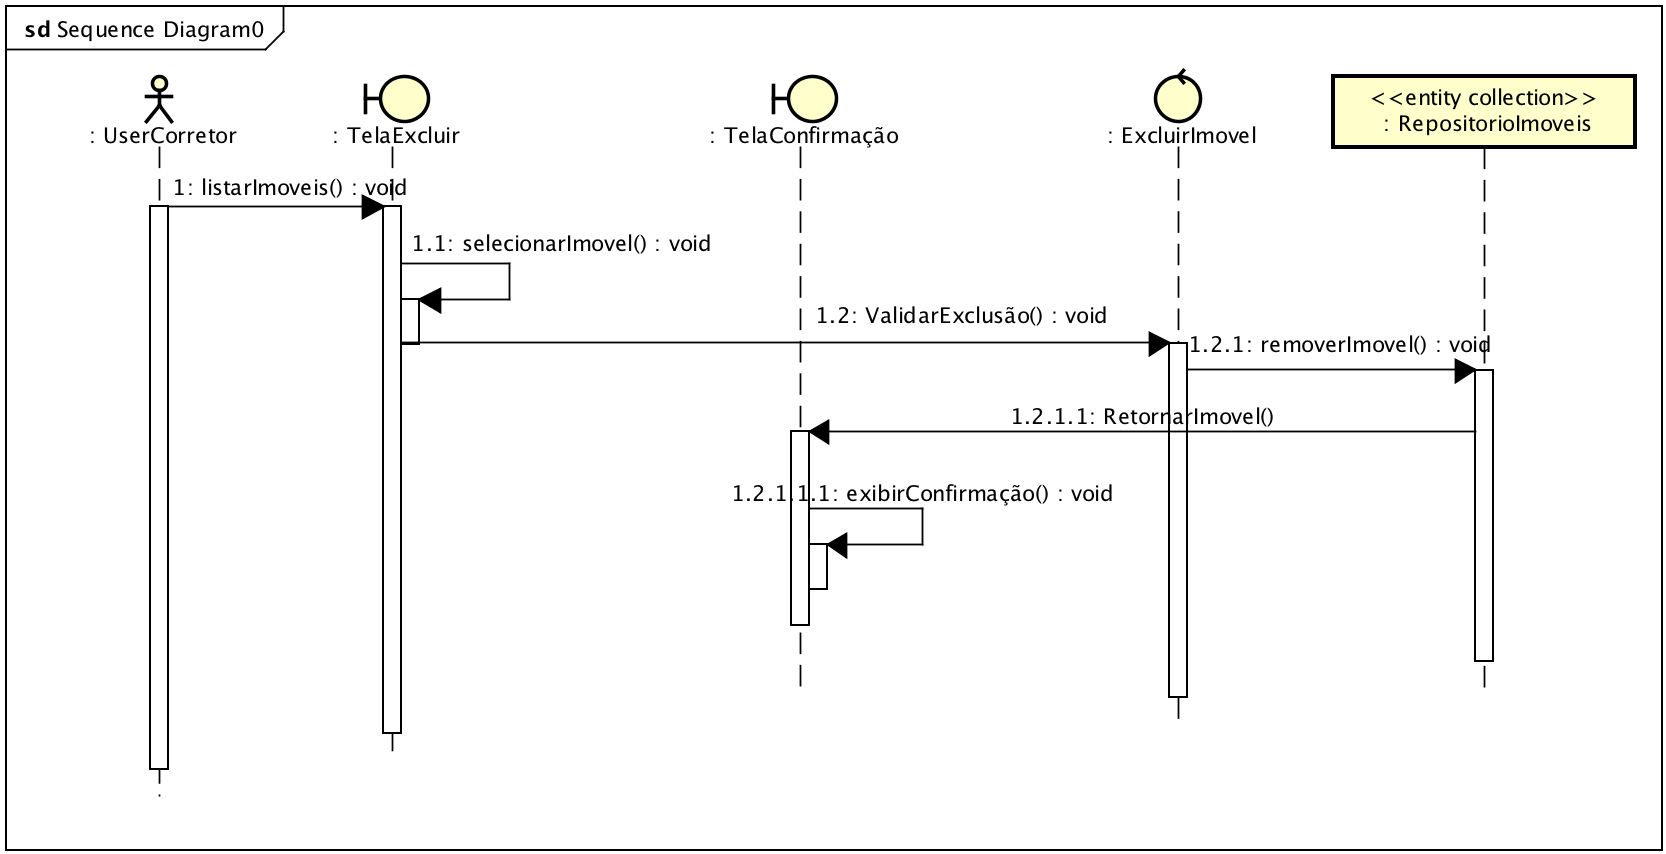 sd Sequence Diagram0
: UserCorretor
: TelaExcluir
: TelaConfirmação
: ExcluirImovel
<<entity collection>>
: RepositorioImoveis
1: listarImoveis() : void
1.1: selecionarImovel() : void
1.2: ValidarExclusão() : void
1.2.1: removerImovel() : void
1.2.1.1: RetornarImovel()
1.2.1.1.1: exibirConfirmação() : void